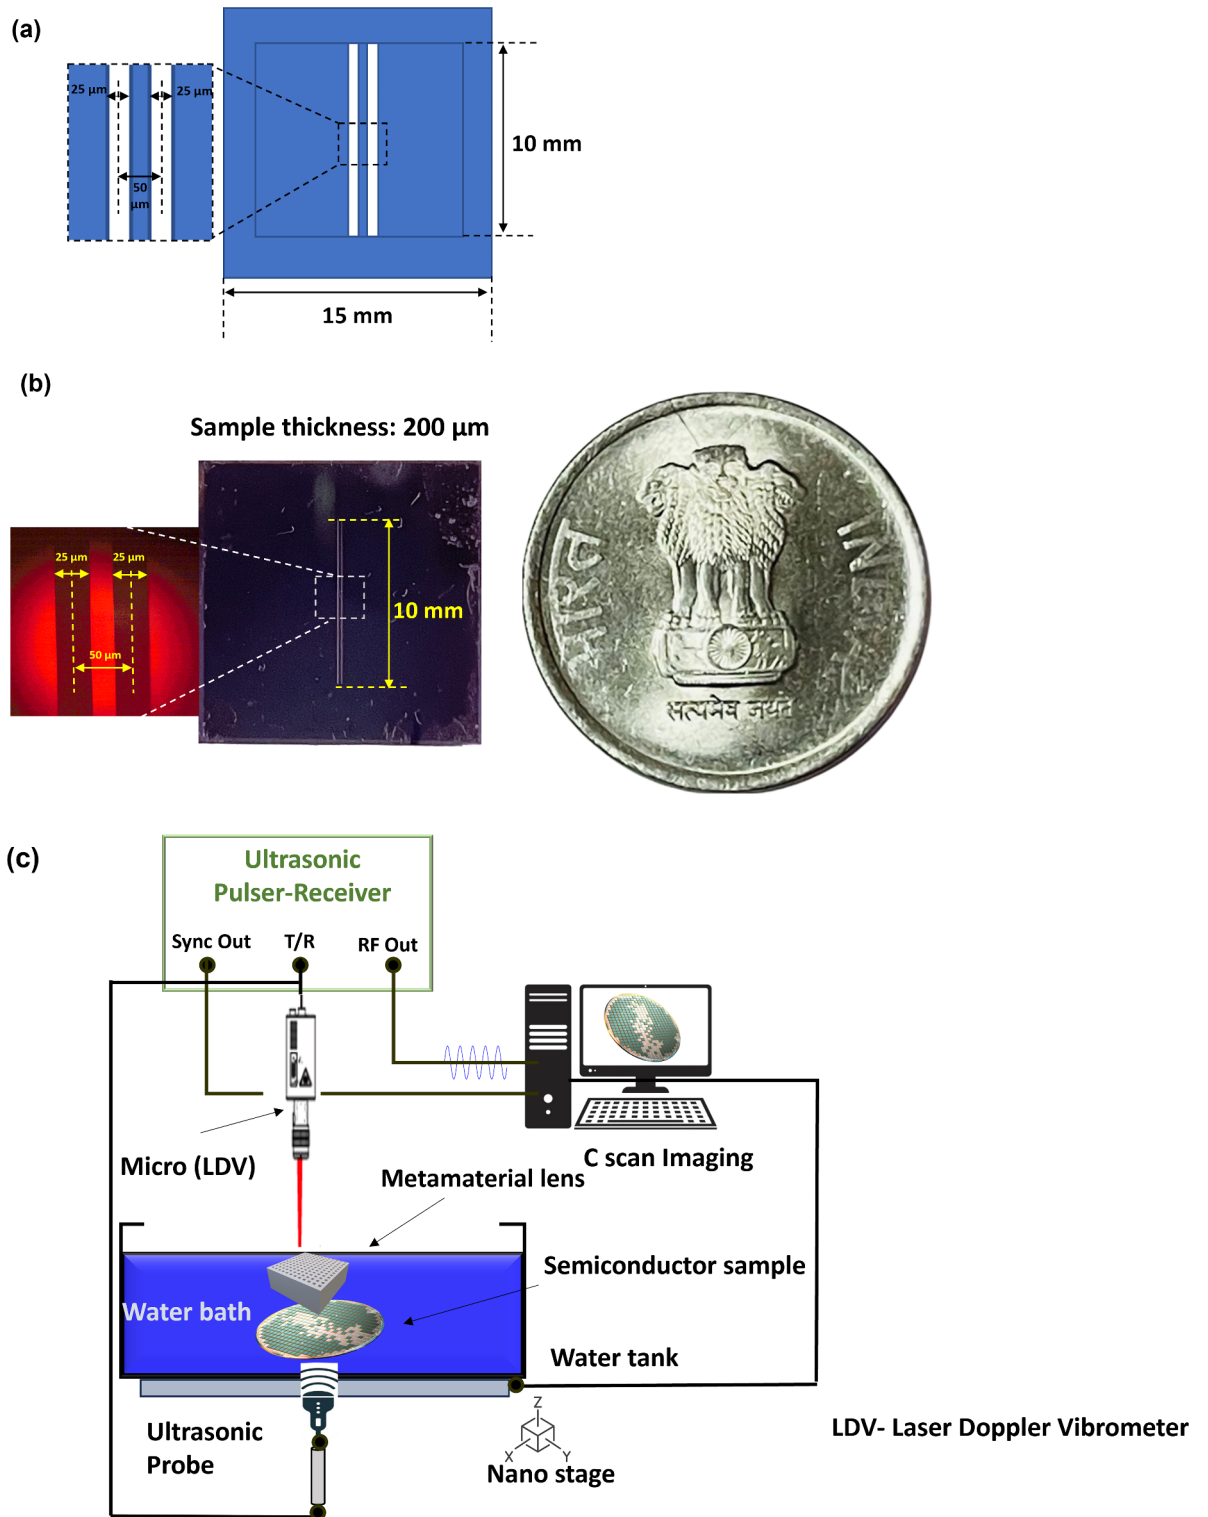 (a)
25 µm
25 µm
50
µm
10 mm
15 mm
(b)
Sample thickness: 200 µm
25 µm
25 µm
50 µm
10 mm
भारत
INDIA
सत्यमेव जयते
(c)
Ultrasonic
Pulser-Receiver
Sync Out
T/R
RF Out
Micro (LDV)
C scan Imaging
Metamaterial lens
Semiconductor sample
Water bath
Water tank
Ultrasonic
Probe
Z
X
Y
Nano stage
LDV- Laser Doppler Vibrometer